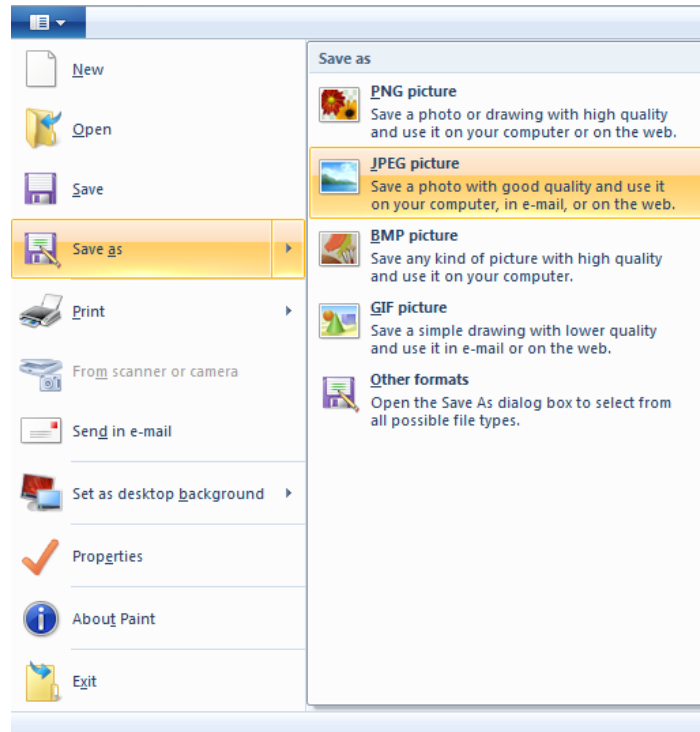 New
Open
Save
Save as
Print
From scanner or camera
Send in e-mail
Set as desktop background
Properties
About Paint
Exit
Save as
PNG picture
Save a photo or drawing with high quality
and use it on your computer or on the web.
JPEG picture
Save a photo with good quality and use it
on your computer, in e-mail, or on the web.
BMP picture
Save any kind of picture with high quality
and use it on your computer.
GIF picture
Save a simple drawing with lower quality
and use it in e-mail or on the web.
Other formats
Open the Save As dialog box to select from
all possible file types.